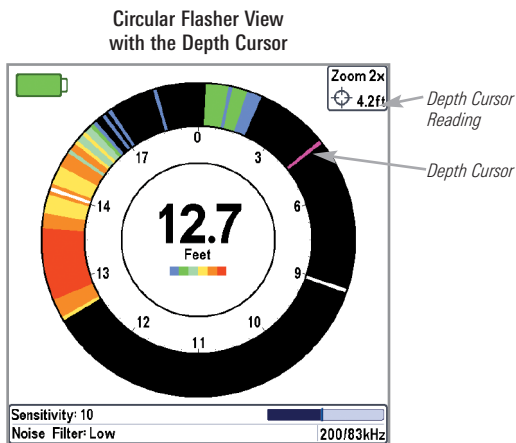 Circular Flasher View
with the Depth Cursor
Zoom 2x
4.2ft
Depth Cursor
Reading
Depth Cursor
0
17
3
14
6
12.7
Feet
13
9
12
10
11
Sensitivity: 10
Noise Filter: Low
200/83kHz